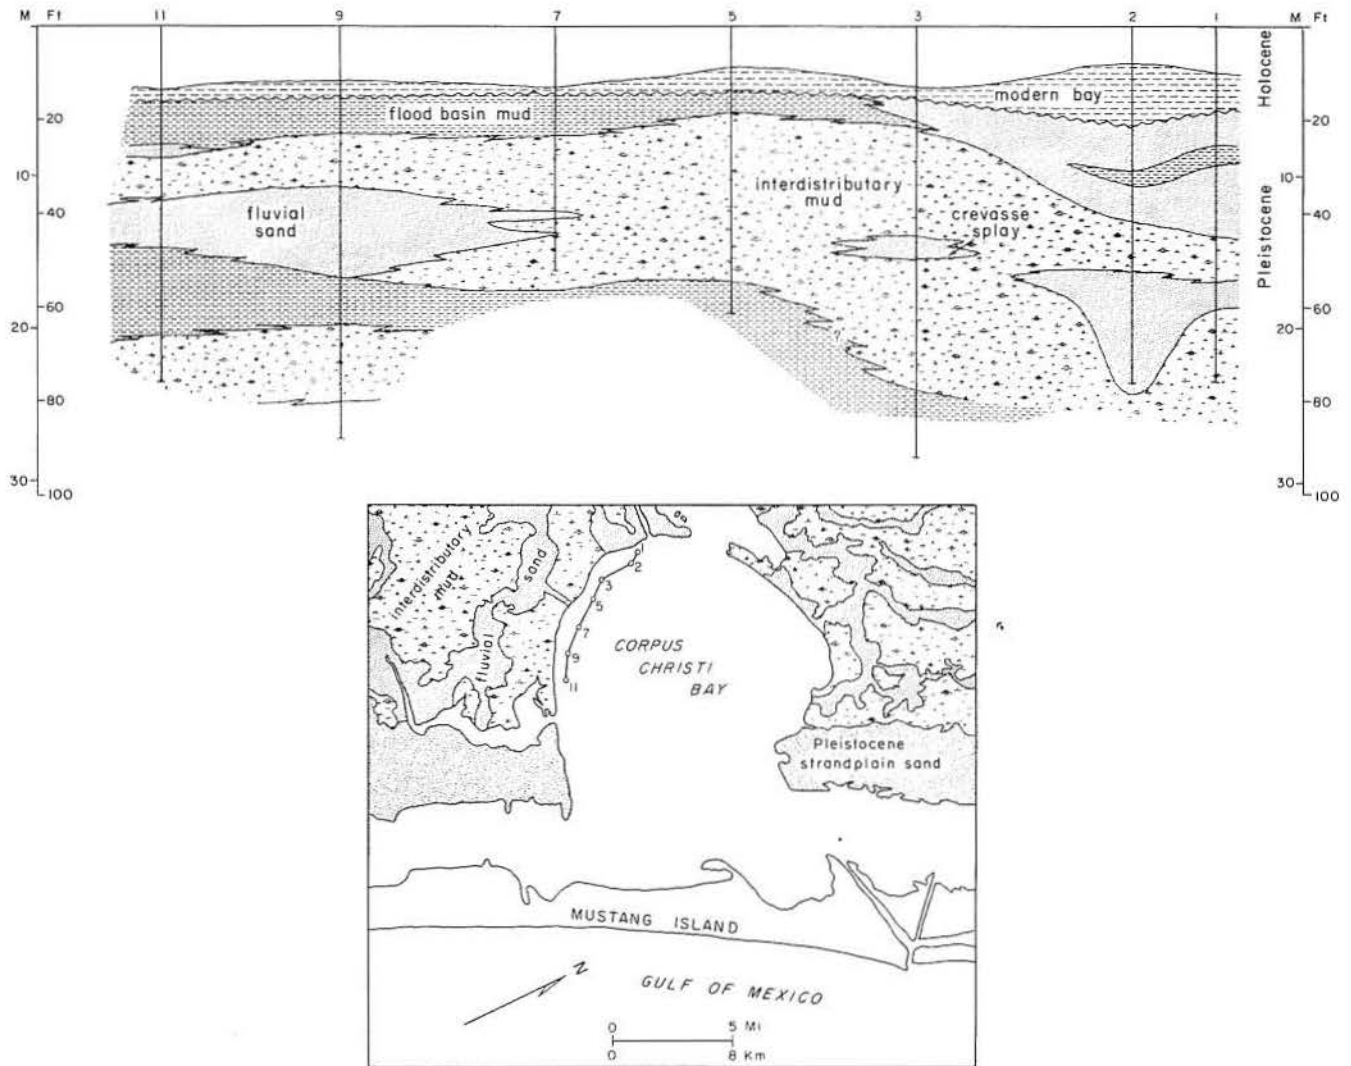 M Ft 11 9 7 5 3 2 1 M Ft
Holocene
modern bay
flood basin mud
20 20
10 10
interdistributary
mud
fluvial
sand
crevasse
splay
40 40
Pleistocene
60 60
20 20
?
80 80
30 100 30 100
interdistributary
mud
sand
fluvial
1
2
3
5
7
9
11
CORPUS
CHRISTI
BAY
Pleistocene
strandplain sand
MUSTANG ISLAND
N
GULF OF MEXICO
0 5 Mi
0 8 Km